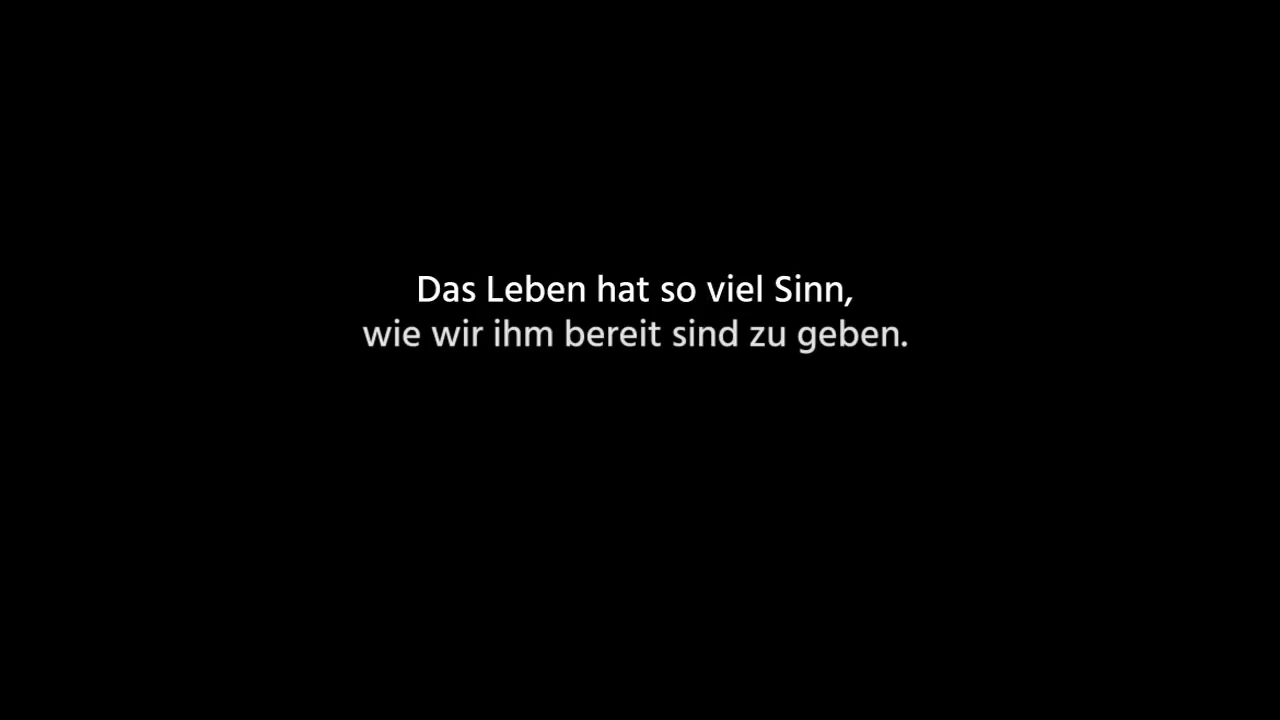 Das Leben hat so viel Sinn,
wie wir ihm bereit sind zu geben.